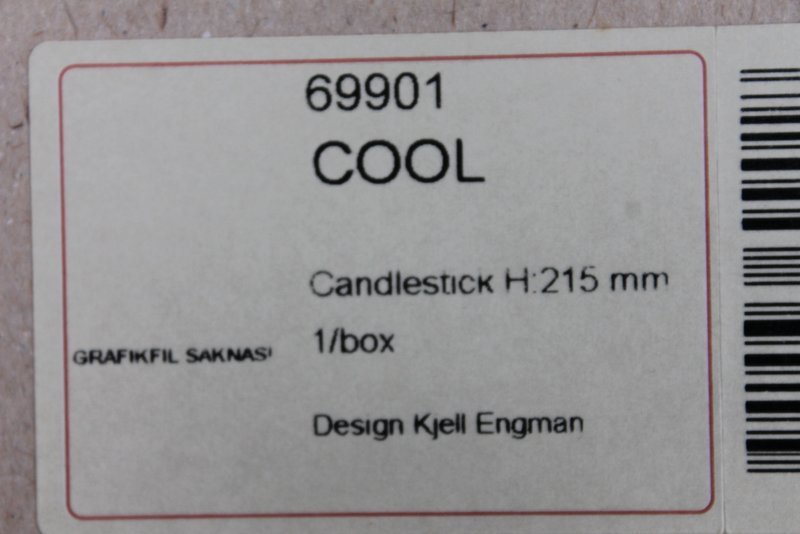 69901
COOL
Candlestick H:215 mm
1/box
GRAFIKFIL SAKNAS!
Design Kjell Engman